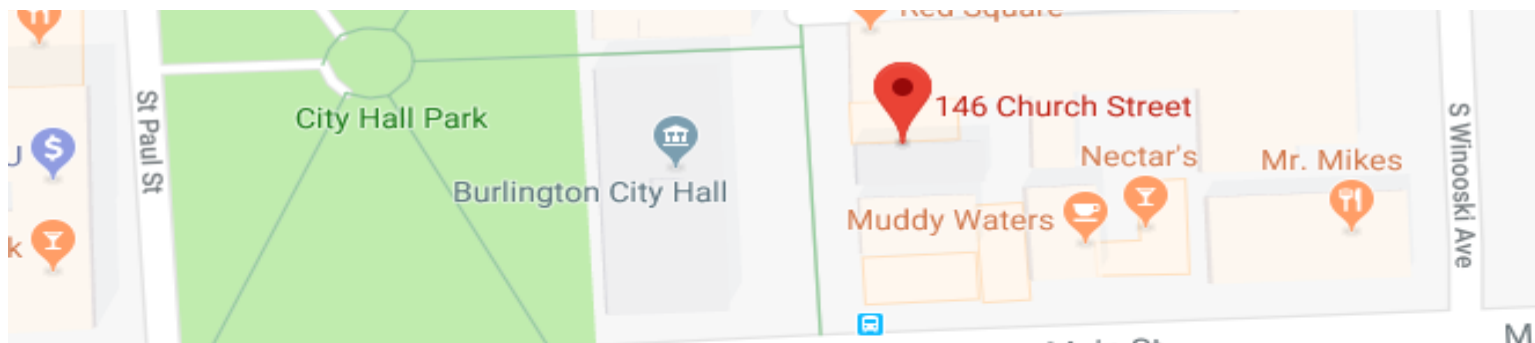 Red Square
146 Church Street
City Hall Park
St Paul St
S Winooski Ave
Nectar's
Mr. Mikes
Burlington City Hall
Muddy Waters